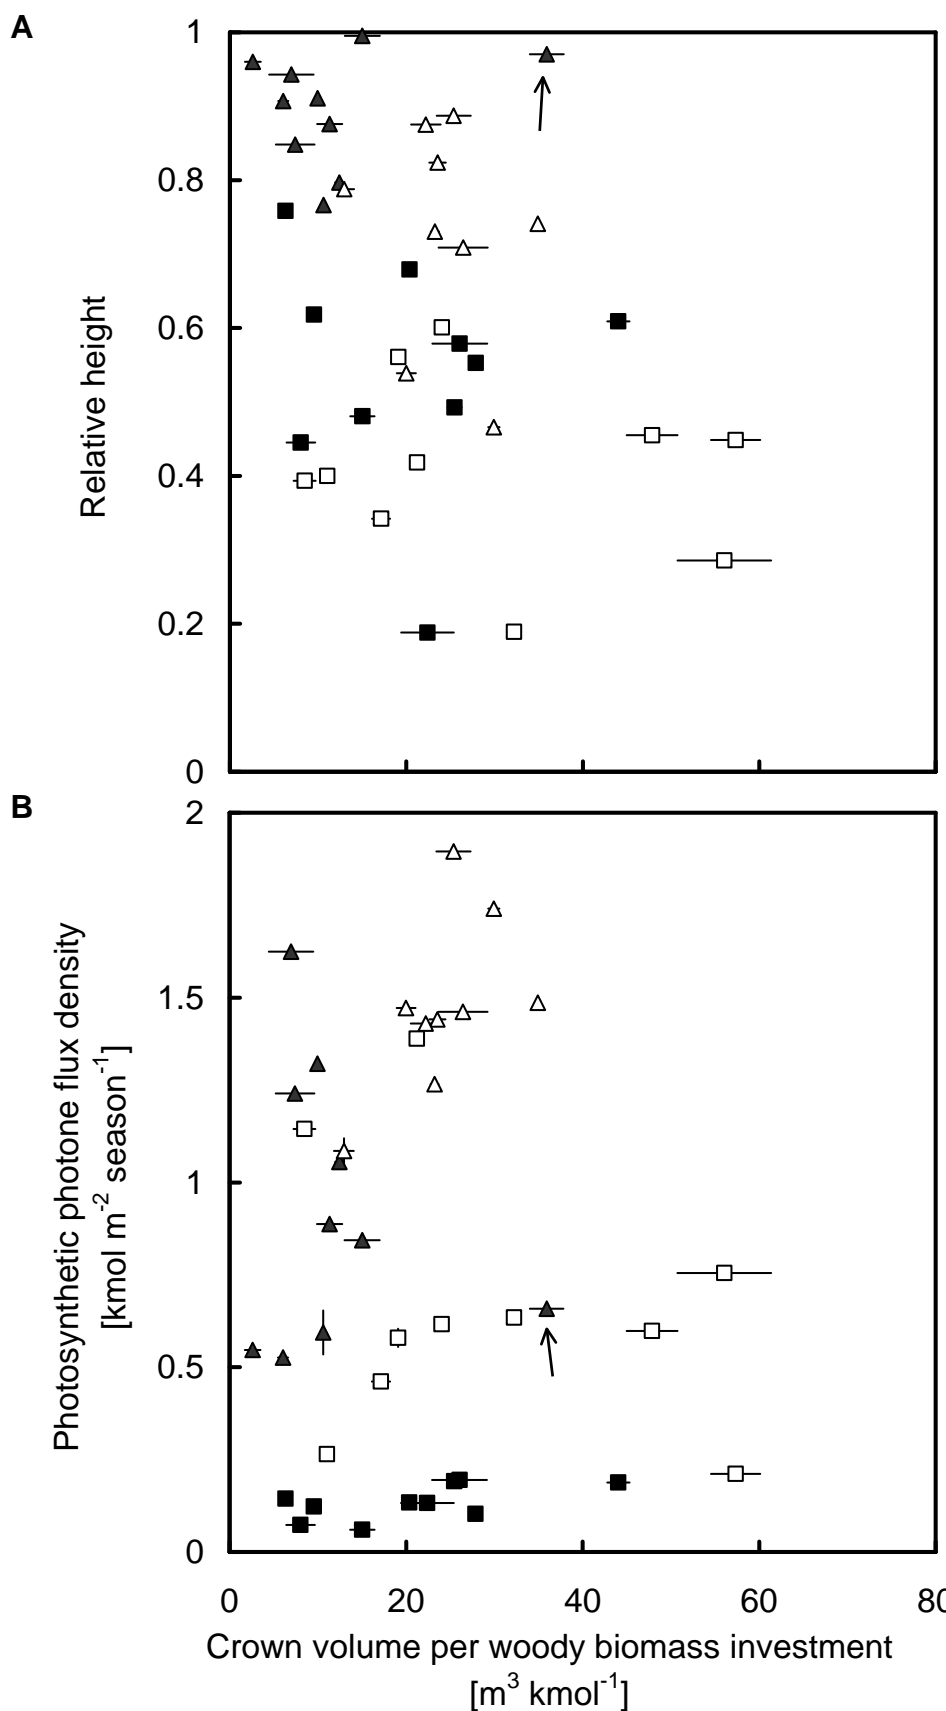 A
1
0.8
0.6
0.4
0.2
0
Relative height
B
2
1.5
1
0.5
0
Photosynthetic photone flux density
[kmol m⁻² season⁻¹]
0 20 40 60 80
Crown volume per woody biomass investment
[m³ kmol⁻¹]